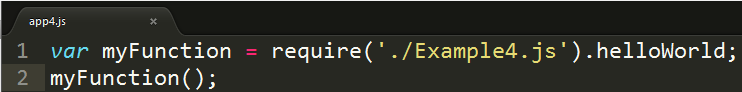 app4.js ×
1 var myFunction = require('./Example4.js').helloWorld;
2 myFunction();